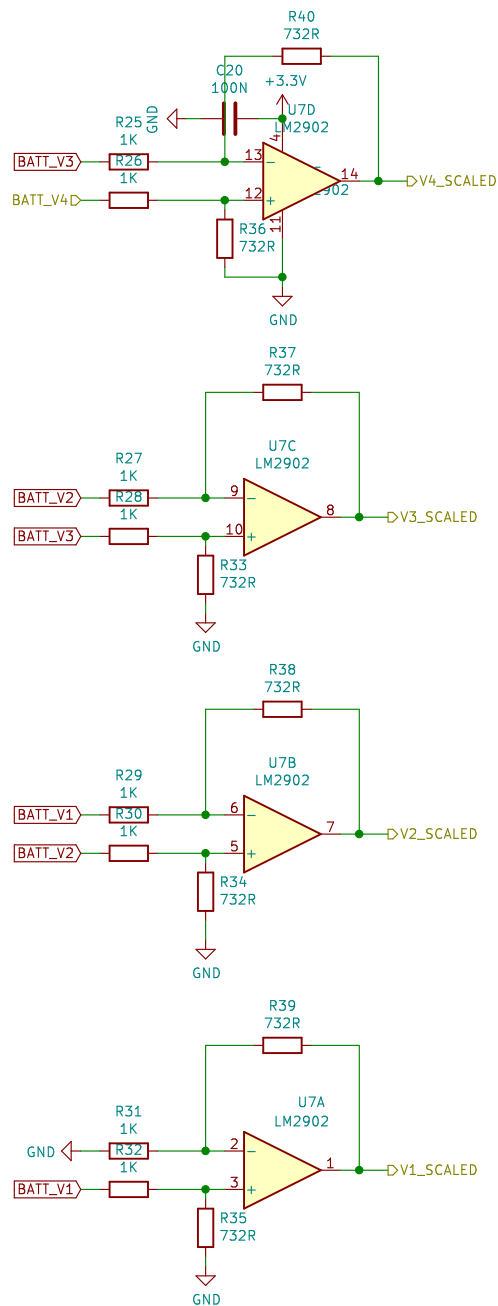 R40
732R
C20
100N
+3.3V
GND
U7D
LM2902
R25
1K
4
BATT_V3
R26
13
14
V4_SCALED
1K
BATT_V4
12
2902
R36
732R
11
GND
R37
732R
U7C
LM2902
R27
1K
BATT_V2
R28
9
1K
8
V3_SCALED
BATT_V3
10
R33
732R
GND
R38
732R
U7B
LM2902
R29
1K
BATT_V1
R30
6
1K
7
V2_SCALED
BATT_V2
5
R34
732R
GND
R39
732R
U7A
LM2902
R31
1K
GND
R32
2
1K
1
V1_SCALED
BATT_V1
3
R35
732R
GND